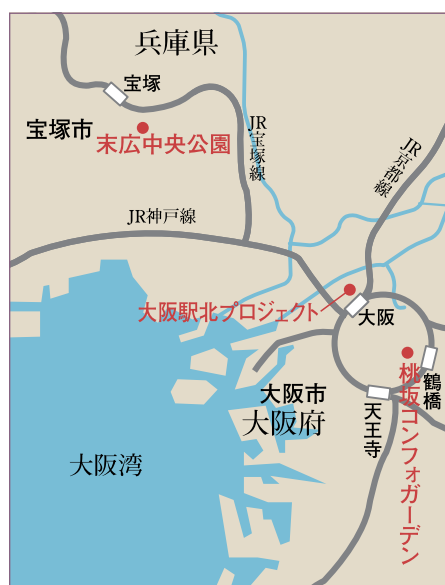 兵庫県
宝塚
宝塚市
末広中央公園
JR宝塚線
JR京都線
JR神戸線
大阪駅北プロジェクト
大阪
鶴橋
桃坂コンフォガーデン
大阪市
大阪府
天王寺
大阪湾